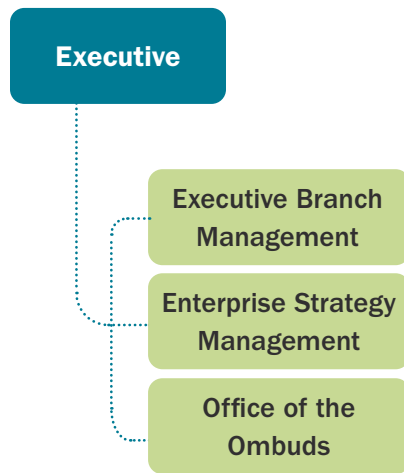 Executive
Executive Branch
Management
Enterprise Strategy
Management
Office of the
Ombuds